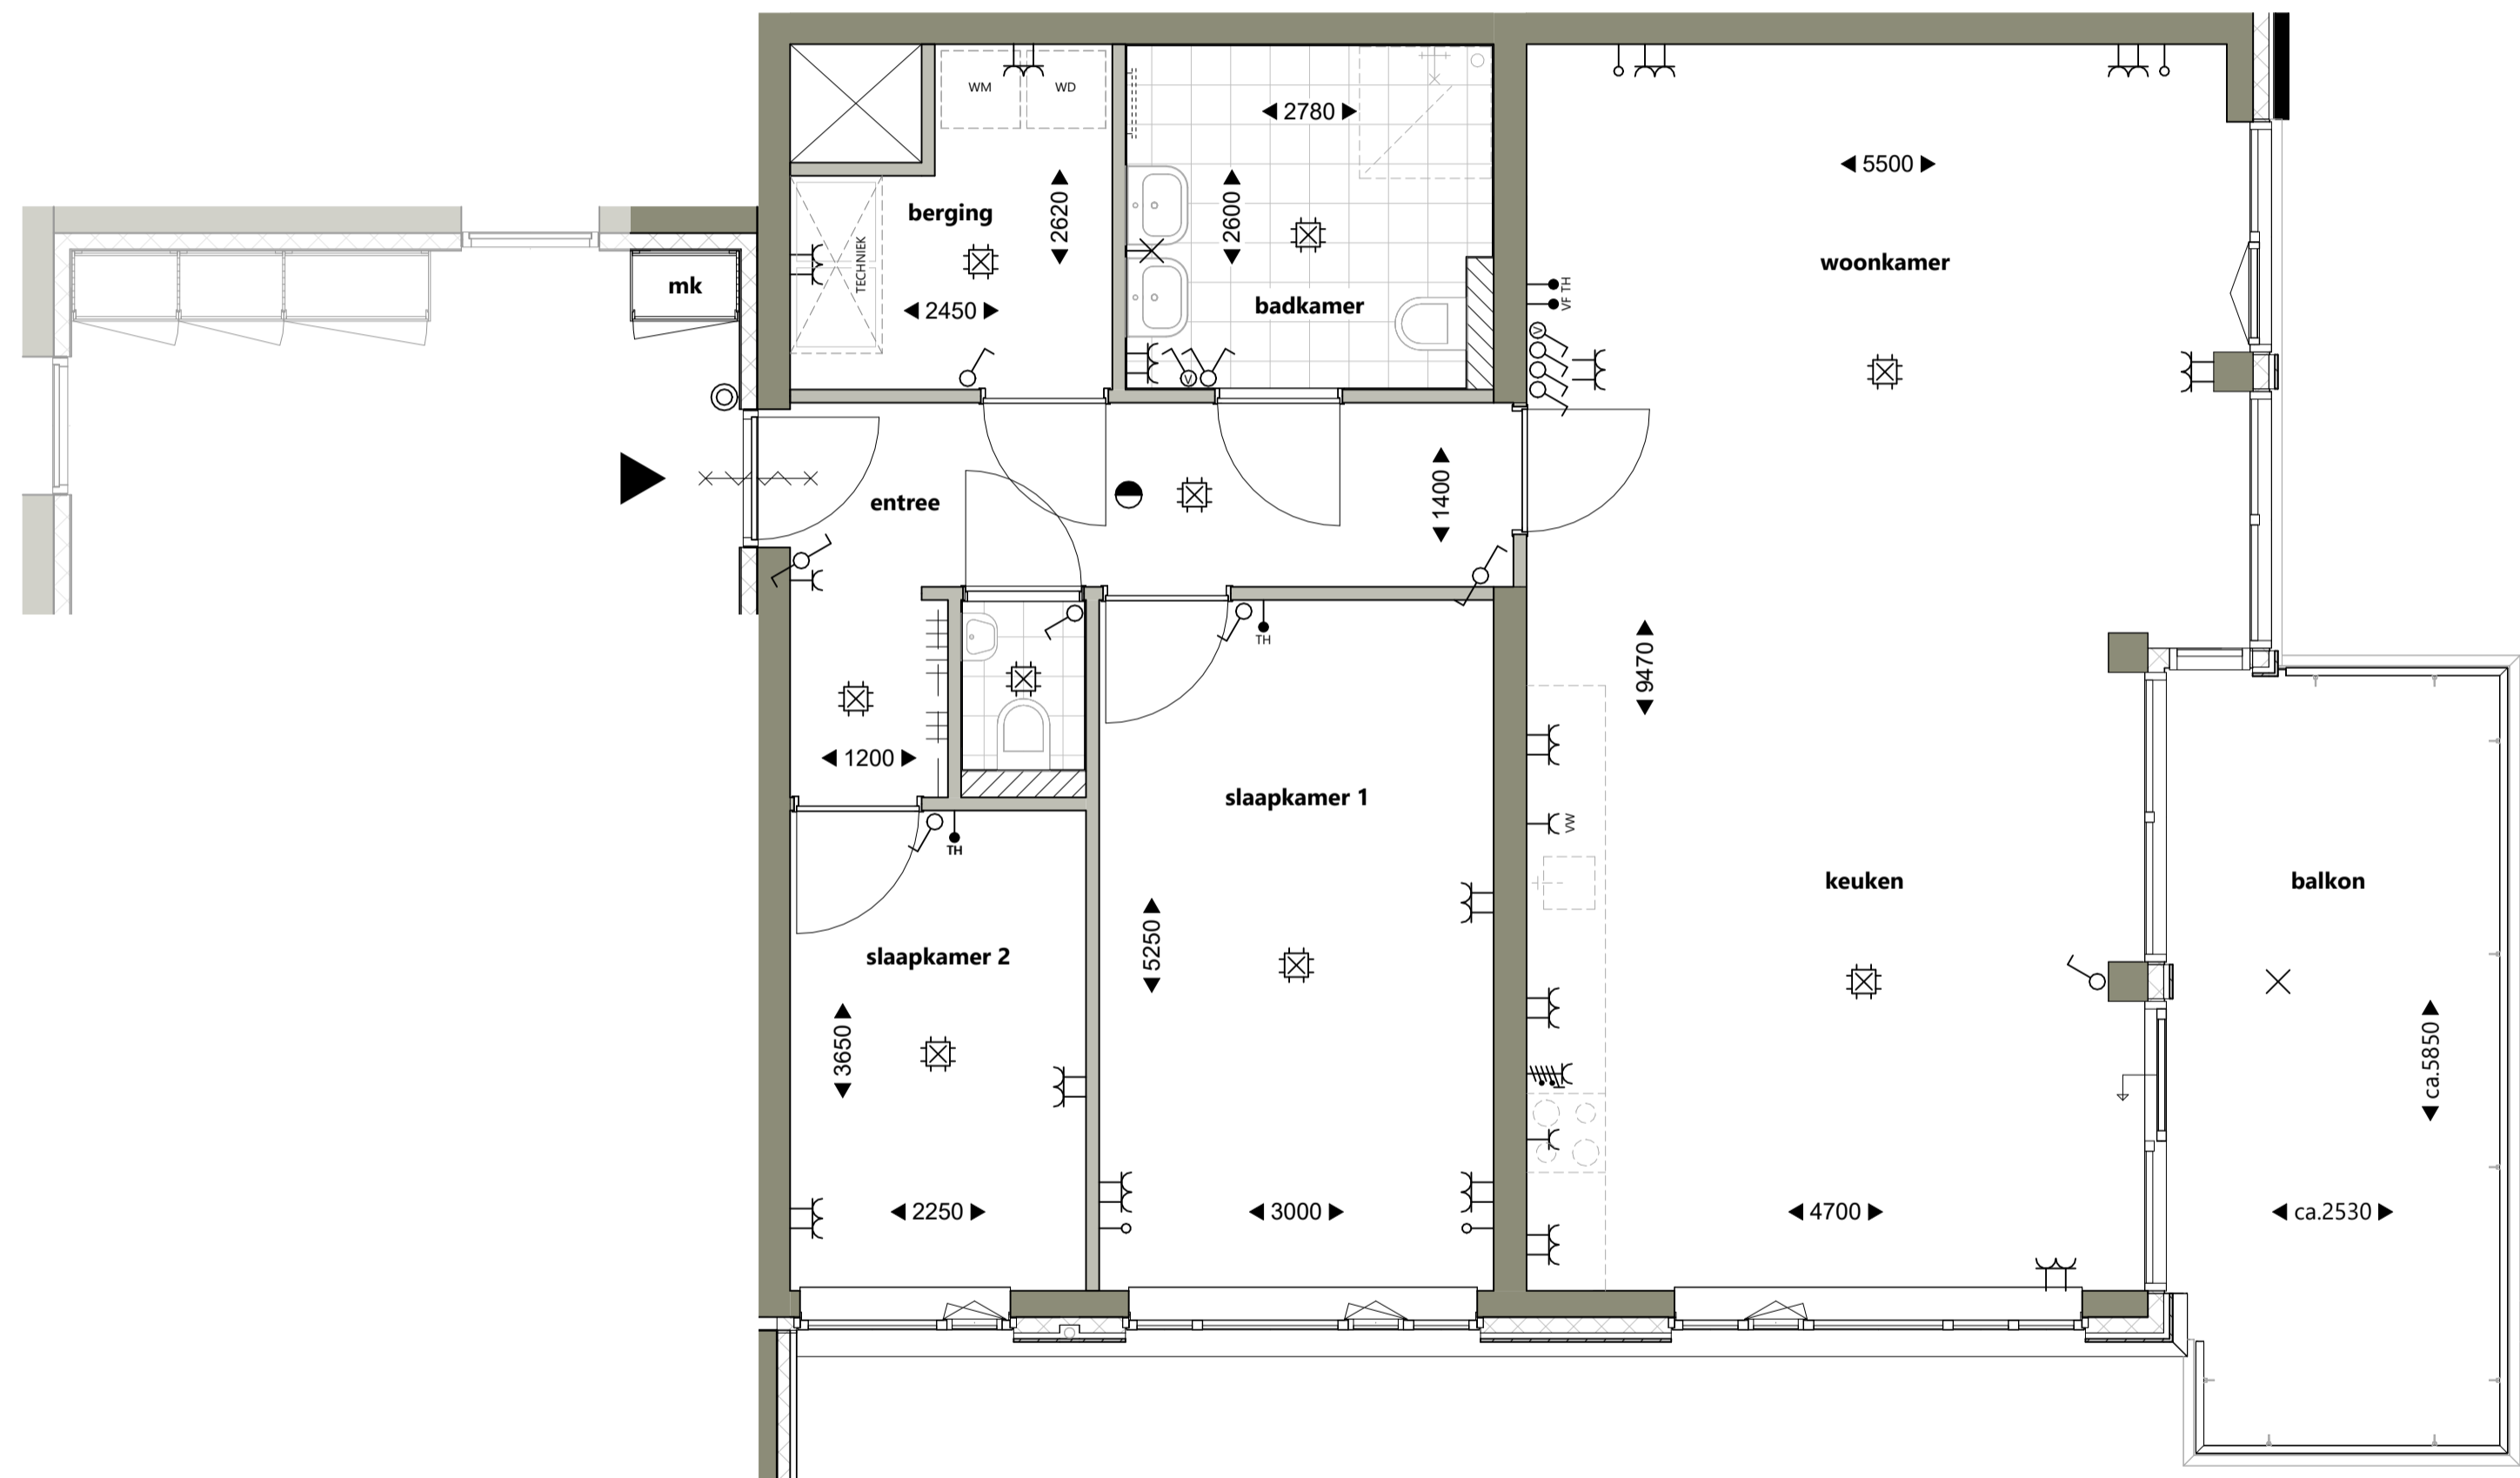 WM
WD
2780
5500
berging
2620
2600
woonkamer
TECHNIEK
mk
2450
badkamer
TH
VF
V
V
entree
1400
TH
9470
1200
slaapkamer 1
VW
TH
keuken
balkon
slaapkamer 2
5250
3650
ca.5850
2250
3000
4700
ca.2530